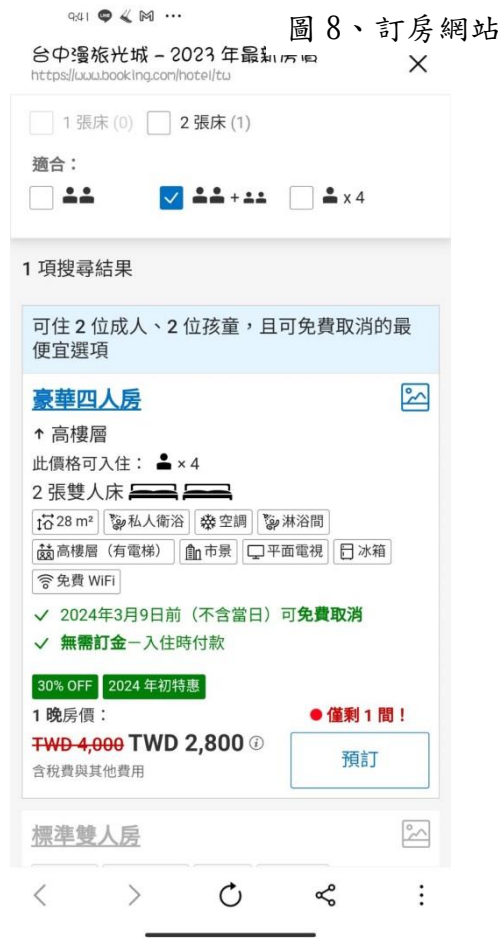 9:41
圖 8、訂房網站
台中漫旅光城 – 2023 年最新房價
https://www.booking.com/hotel/tw
1 張床 (0) 2 張床 (1)
適合：
+ x 4
1 項搜尋結果
可住 2 位成人、2 位孩童，且可免費取消的最
便宜選項
豪華四人房
↑ 高樓層
此價格可入住： × 4
2 張雙人床
28 m² 私人衛浴 空調 淋浴間
高樓層（有電梯） 市景 平面電視 冰箱
免費 WiFi
✓ 2024年3月9日前（不含當日）可免費取消
✓ 無需訂金－入住時付款
30% OFF 2024 年初特惠
1 晚房價： 僅剩 1 間！
TWD 4,000 TWD 2,800
含稅費與其他費用 預訂
標準雙人房